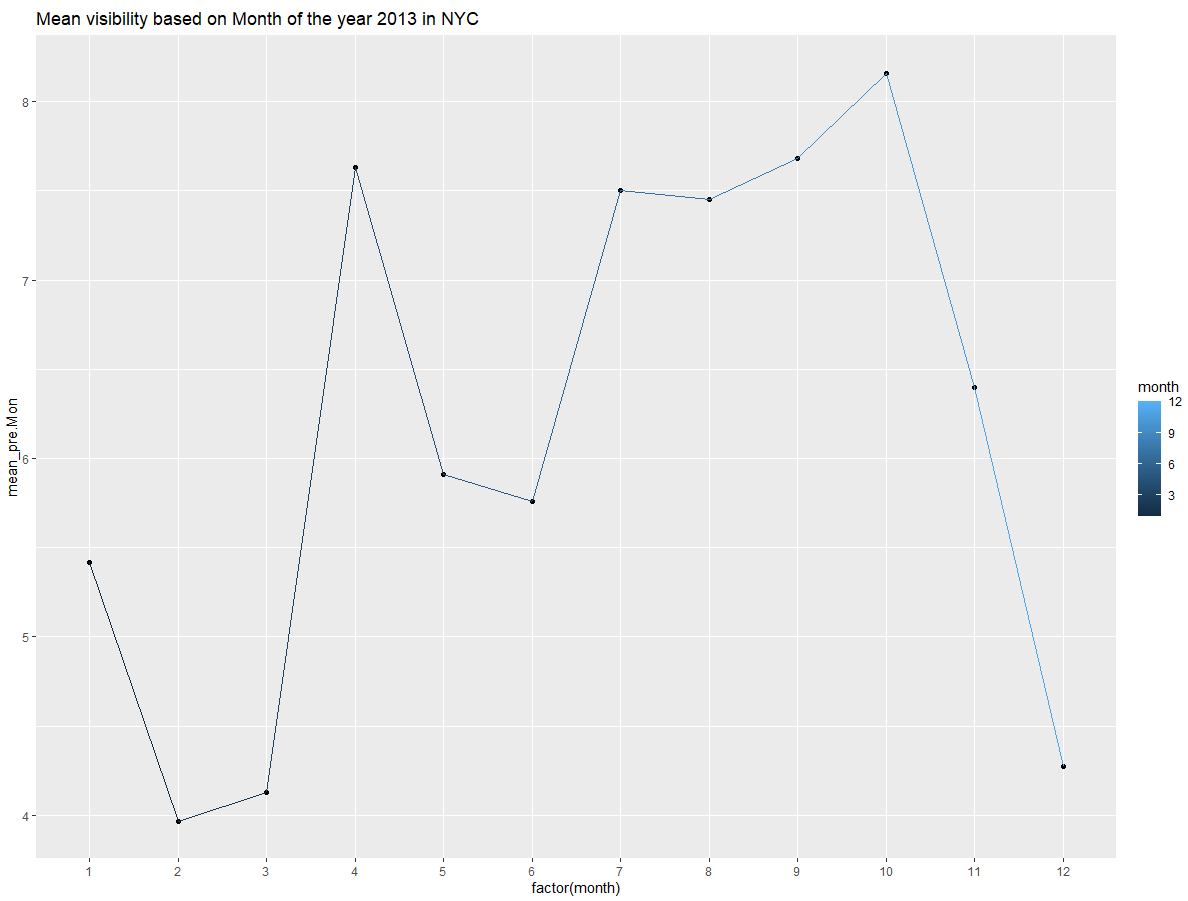 Mean visibility based on Month of the year 2013 in NYC
mean_pre.Mon
8
7
6
5
4
1 2 3 4 5 6 7 8 9 10 11 12
factor(month)
month
12
9
6
3